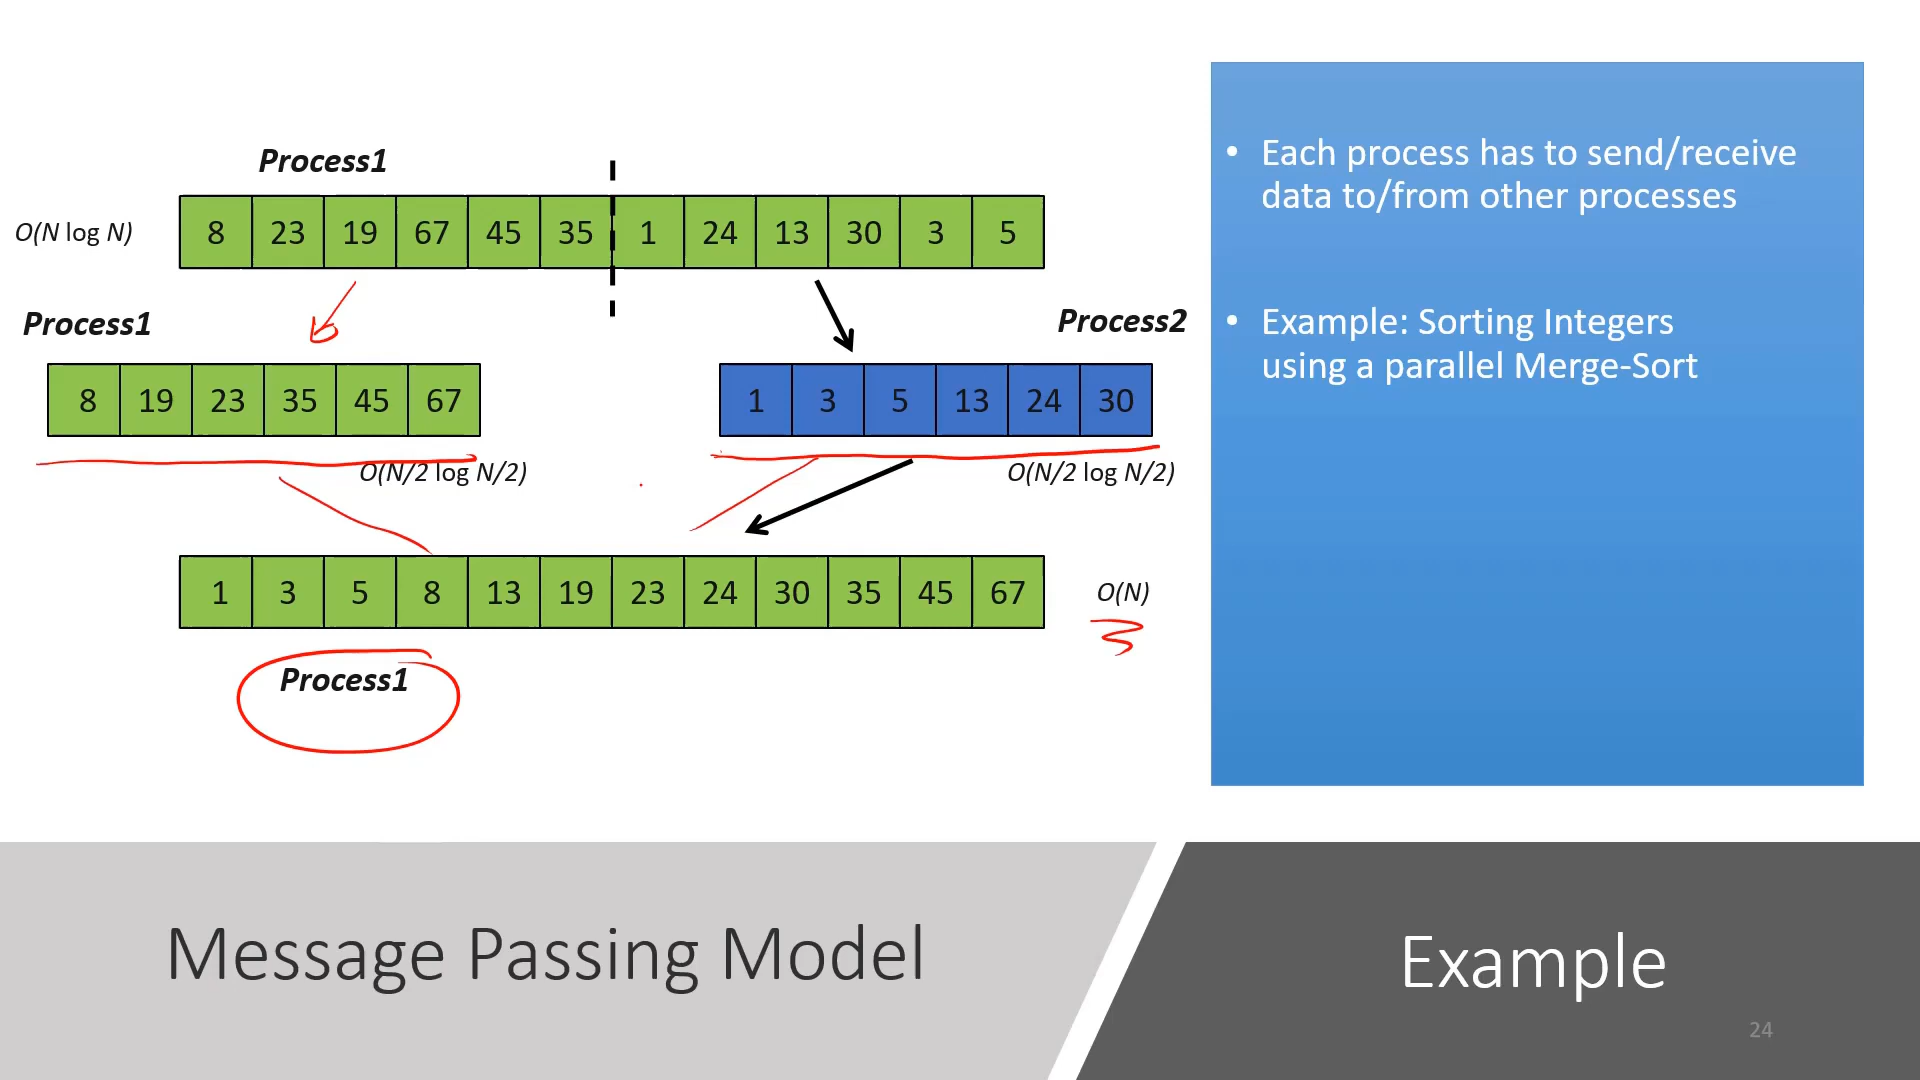 Process1
O(N log N)
8 23 19 67 45 35 1 24 13 30 3 5
Process1
Process2
8 19 23 35 45 67
1 3 5 13 24 30
O(N/2 log N/2)
O(N/2 log N/2)
1 3 5 8 13 19 23 24 30 35 45 67
O(N)
Process1
• Each process has to send/receive
data to/from other processes
• Example: Sorting Integers
using a parallel Merge-Sort
Message Passing Model
Example
24